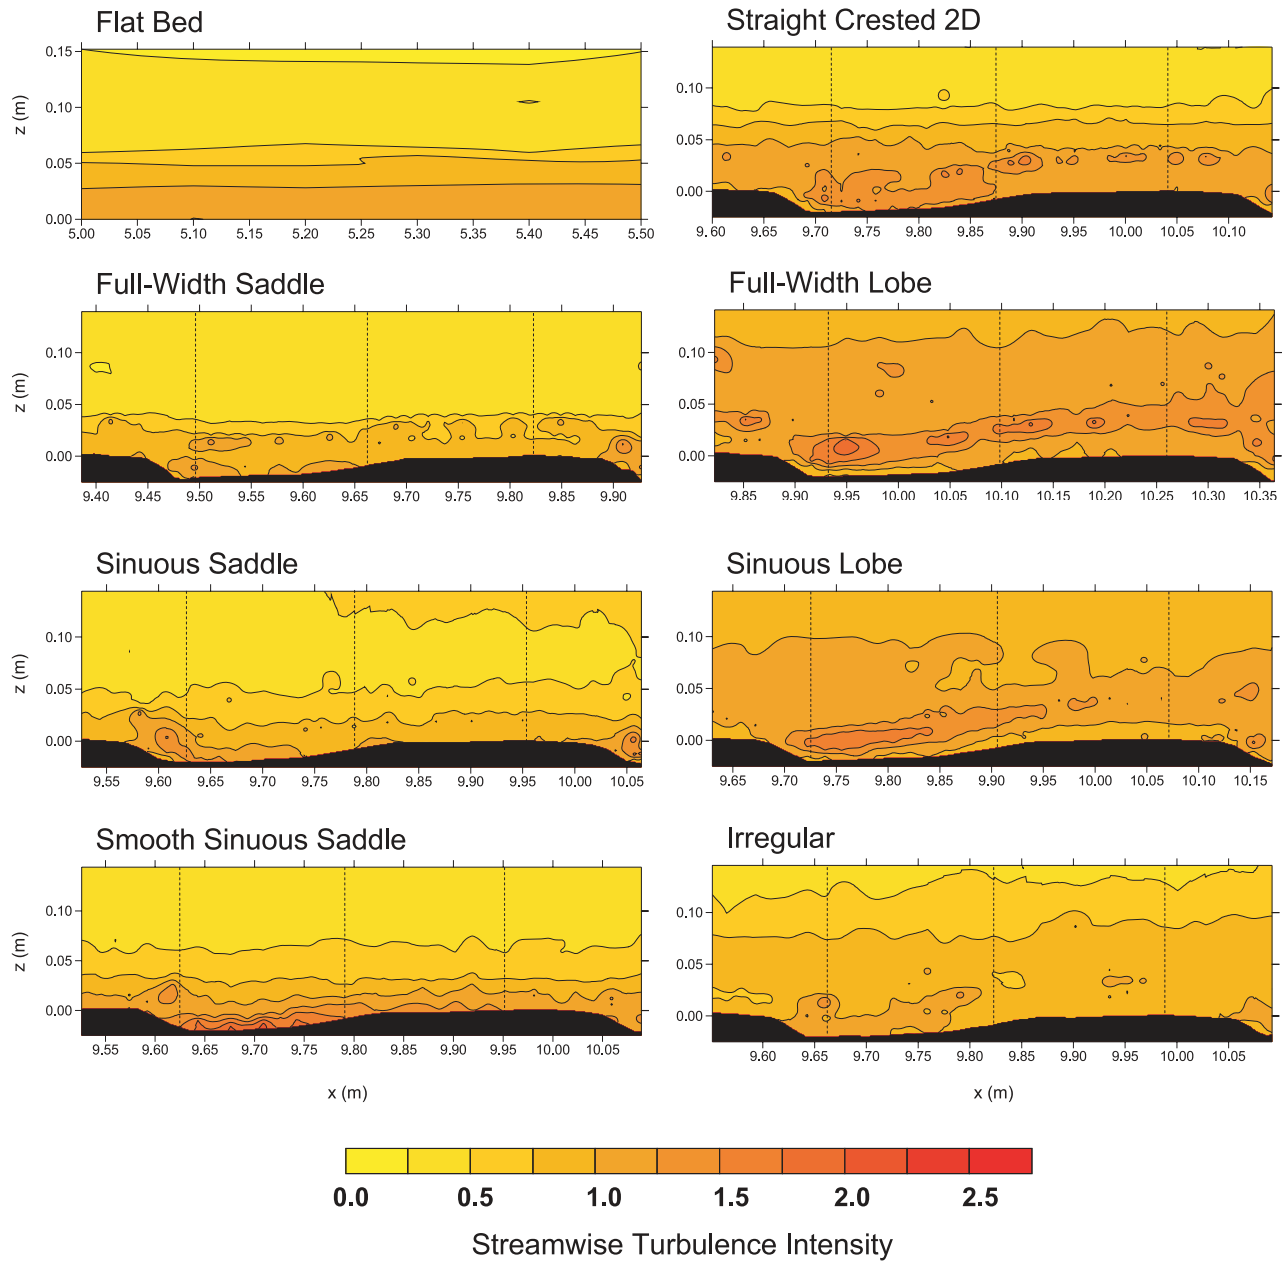 Flat Bed
Straight Crested 2D
0.15
0.10
0.05
0.00
z (m)
5.00 5.05 5.10 5.15 5.20 5.25 5.30 5.35 5.40 5.45 5.50
0.10
0.05
0.00
9.60 9.65 9.70 9.75 9.80 9.85 9.90 9.95 10.00 10.05 10.10
Full-Width Saddle
Full-Width Lobe
0.10
0.05
0.00
z (m)
9.40 9.45 9.50 9.55 9.60 9.65 9.70 9.75 9.80 9.85 9.90
0.10
0.05
0.00
9.85 9.90 9.95 10.00 10.05 10.10 10.15 10.20 10.25 10.30 10.35
Sinuous Saddle
Sinuous Lobe
0.10
0.05
0.00
z (m)
9.55 9.60 9.65 9.70 9.75 9.80 9.85 9.90 9.95 10.00 10.05
0.10
0.05
0.00
9.65 9.70 9.75 9.80 9.85 9.90 9.95 10.00 10.05 10.10 10.15
Smooth Sinuous Saddle
Irregular
0.10
0.05
0.00
z (m)
9.55 9.60 9.65 9.70 9.75 9.80 9.85 9.90 9.95 10.00 10.05
0.10
0.05
0.00
9.60 9.65 9.70 9.75 9.80 9.85 9.90 9.95 10.00 10.05
x (m)
x (m)
0.0 0.5 1.0 1.5 2.0 2.5
Streamwise Turbulence Intensity